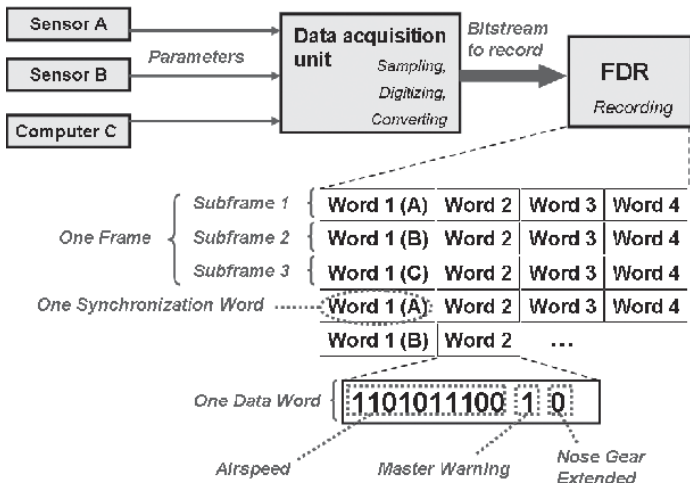 Sensor A
Sensor B
Computer C
Parameters
Data acquisition
unit
Sampling,
Digitizing,
Converting
Bitstream
to record
FDR
Recording
One Frame
Subframe 1
Word 1 (A) Word 2 Word 3 Word 4
Subframe 2
Word 1 (B) Word 2 Word 3 Word 4
Subframe 3
Word 1 (C) Word 2 Word 3 Word 4
One Synchronization Word
Word 1 (A) Word 2 Word 3 Word 4
Word 1 (B) Word 2 ...
One Data Word
1101011100 1 0
Airspeed
Master Warning
Nose Gear
Extended